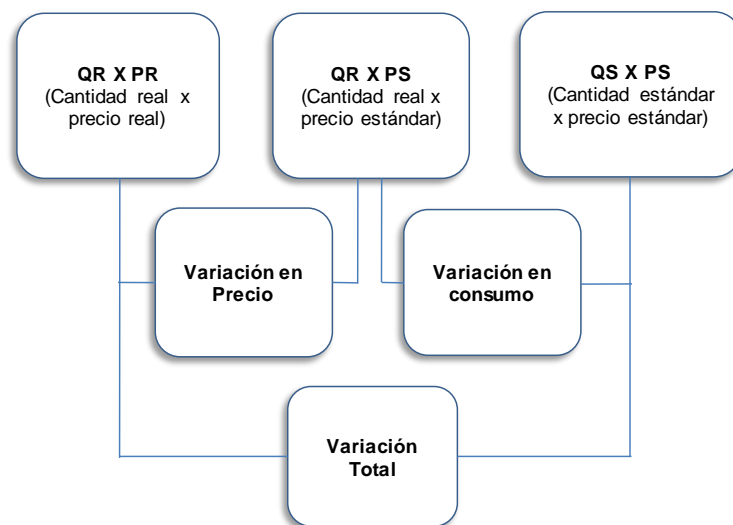 QR X PR
(Cantidad real x
precio real)
QR X PS
(Cantidad real x
precio estándar)
QS X PS
(Cantidad estándar
x precio estándar)
Variación en
Precio
Variación en
consumo
Variación
Total